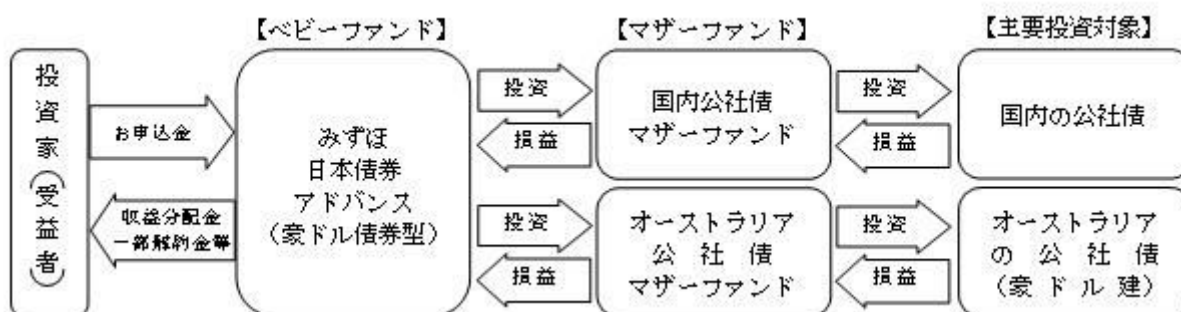 【ベビーファンド】
【マザーファンド】
【主要投資対象】
投資家(受益者)
お申込金
収益分配金
一部解約金等
みずほ
日本債券
アドバンス
(豪ドル債券型)
投資
損益
国内公社債
マザーファンド
投資
損益
国内の公社債
投資
損益
オーストラリア
公社債
マザーファンド
投資
損益
オーストラリア
の公社債
(豪ドル建)